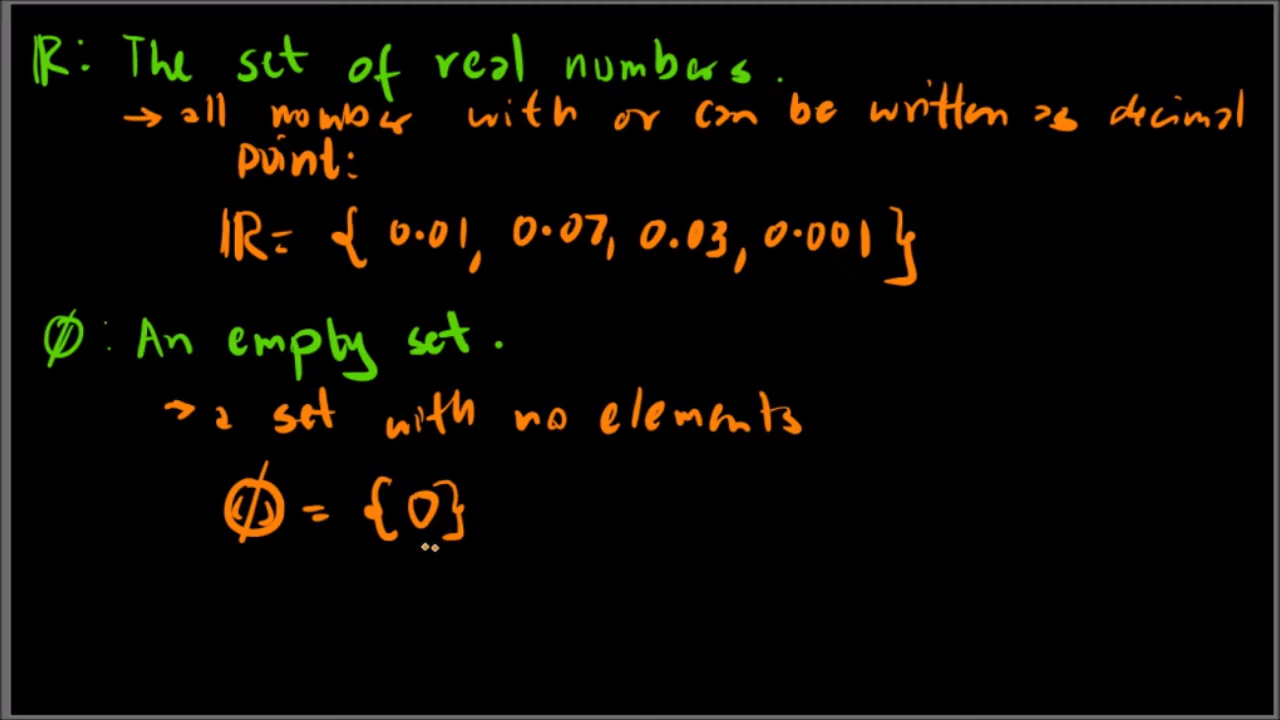 ℝ: The set of real numbers.
→ all number with or can be written as decimal
point:
ℝ= { 0.01, 0.07, 0.03, 0.001}
∅: An empty set.
→ a set with no elements
∅ = {0}